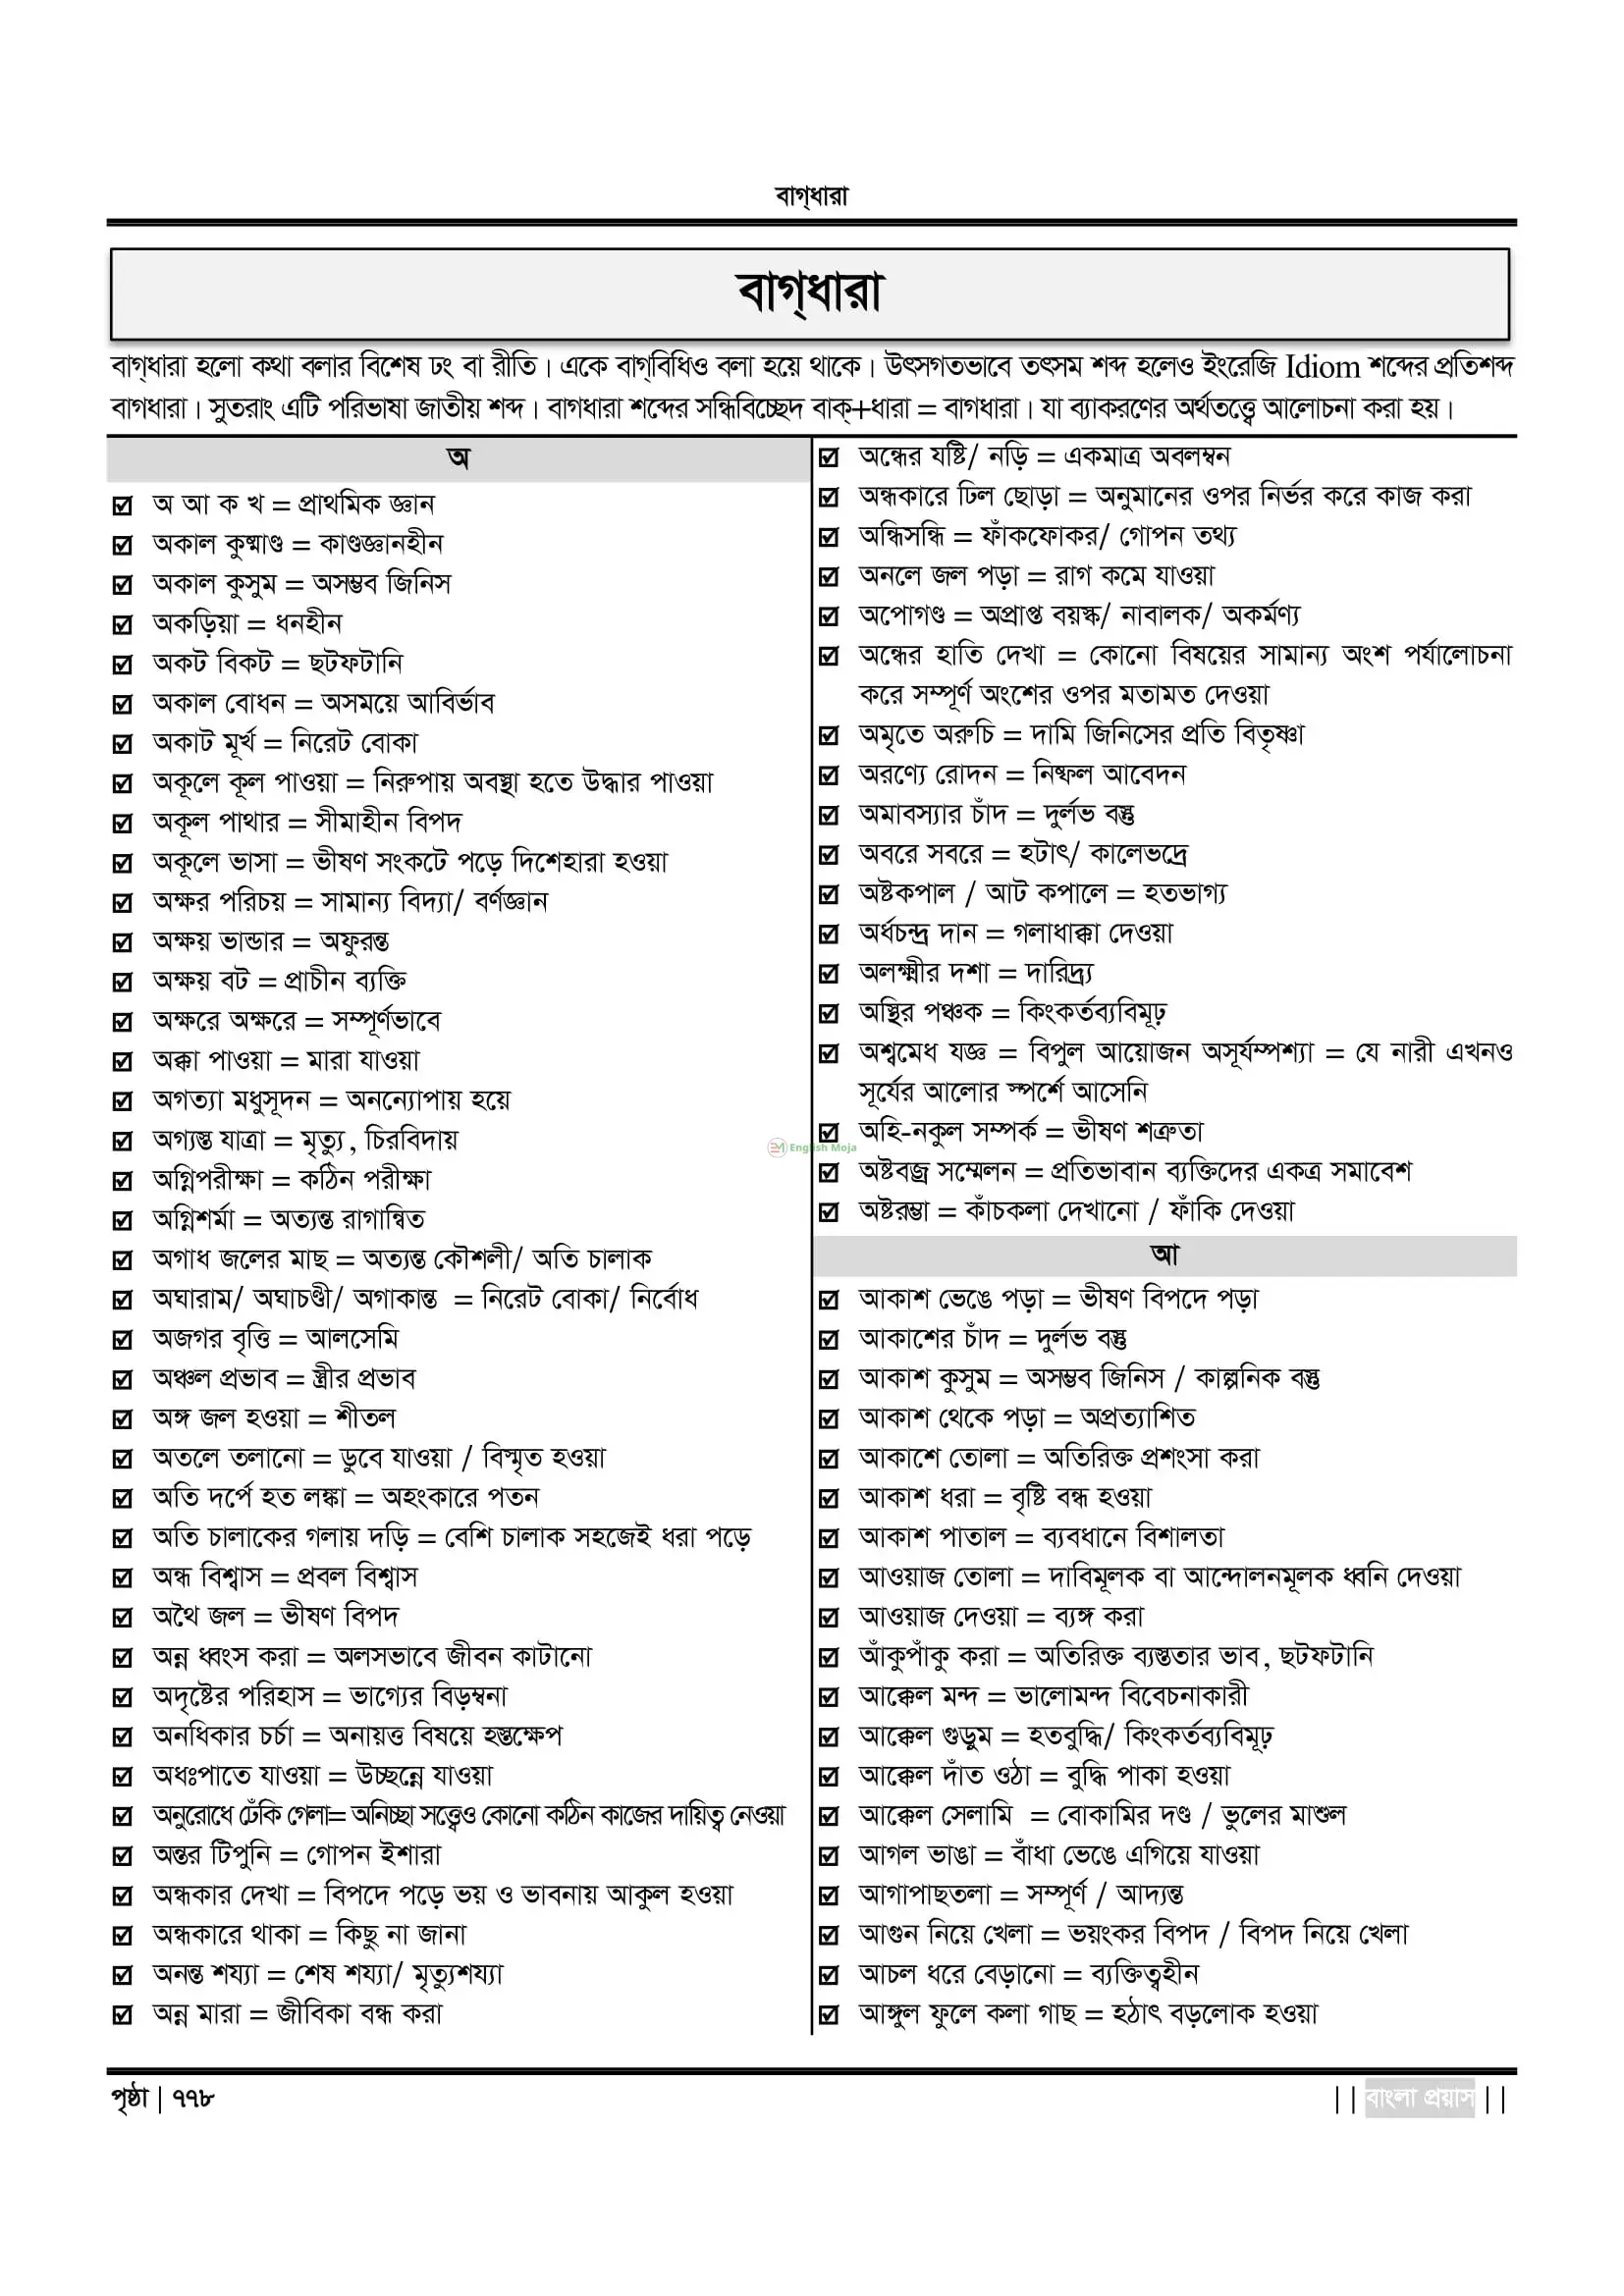 বাগ্‌ধারা
বাগ্‌ধারা
বাগ্‌ধারা হলো কথা বলার বিশেষ ঢং বা রীতি। একে বাগ্‌বিধিও বলা হয়ে থাকে। উৎসগতভাবে তৎসম শব্দ হলেও ইংরেজি Idiom শব্দের প্রতিশব্দ
বাগধারা। সুতরাং এটি পরিভাষা জাতীয় শব্দ। বাগধারা শব্দের সন্ধিবিচ্ছেদ বাক্+ধারা = বাগধারা। যা ব্যাকরণের অর্থতত্ত্বে আলোচনা করা হয়।
অ
☑ অ আ ক খ = প্রাথমিক জ্ঞান
☑ অকাল কুষ্মাণ্ড = কাণ্ডজ্ঞানহীন
☑ অকাল কুসুম = অসম্ভব জিনিস
☑ অকড়িয়া = ধনহীন
☑ অকট বিকট = ছটফটানি
☑ অকাল বোধন = অসময়ে আবির্ভাব
☑ অকাট মূর্খ = নিরেট বোকা
☑ অকূলে কূল পাওয়া = নিরুপায় অবস্থা হতে উদ্ধার পাওয়া
☑ অকূল পাথার = সীমাহীন বিপদ
☑ অকূলে ভাসা = ভীষণ সংকটে পড়ে দিশেহারা হওয়া
☑ অক্ষর পরিচয় = সামান্য বিদ্যা/ বর্ণজ্ঞান
☑ অক্ষয় ভান্ডার = অফুরন্ত
☑ অক্ষয় বট = প্রাচীন ব্যক্তি
☑ অক্ষরে অক্ষরে = সম্পূর্ণভাবে
☑ অক্কা পাওয়া = মারা যাওয়া
☑ অগত্যা মধুসূদন = অনন্যোপায় হয়ে
☑ অগ্যস্ত যাত্রা = মৃত্যু, চিরবিদায়
☑ অগ্নিপরীক্ষা = কঠিন পরীক্ষা
☑ অগ্নিশর্মা = অত্যন্ত রাগান্বিত
☑ অগাধ জলের মাছ = অত্যন্ত কৌশলী/ অতি চালাক
☑ অঘারাম/ অঘাচণ্ডী/ অগাকান্ত = নিরেট বোকা/ নির্বোধ
☑ অজগর বৃত্তি = আলসেমি
☑ অঞ্চল প্রভাব = স্ত্রীর প্রভাব
☑ অঙ্গ জল হওয়া = শীতল
☑ অতলে তলানো = ডুবে যাওয়া / বিস্মৃত হওয়া
☑ অতি দর্পে হত লঙ্কা = অহংকারে পতন
☑ অতি চালাকের গলায় দড়ি = বেশি চালাক সহজেই ধরা পড়ে
☑ অন্ধ বিশ্বাস = প্রবল বিশ্বাস
☑ অথৈ জল = ভীষণ বিপদ
☑ অন্ন ধ্বংস করা = অলসভাবে জীবন কাটানো
☑ অদৃষ্টের পরিহাস = ভাগ্যের বিড়ম্বনা
☑ অনধিকার চর্চা = অনায়ত্ত বিষয়ে হস্তক্ষেপ
☑ অধঃপাতে যাওয়া = উচ্ছন্নে যাওয়া
☑ অনুরোধে ঢেঁকি গেলা= অনিচ্ছা সত্ত্বেও কোনো কঠিন কাজের দায়িত্ব নেওয়া
☑ অন্তর টিপুনি = গোপন ইশারা
☑ অন্ধকার দেখা = বিপদে পড়ে ভয় ও ভাবনায় আকুল হওয়া
☑ অন্ধকারে থাকা = কিছু না জানা
☑ অনন্ত শয্যা = শেষ শয্যা/ মৃত্যুশয্যা
☑ অন্ন মারা = জীবিকা বন্ধ করা
☑ অন্ধের যষ্টি/ নড়ি = একমাত্র অবলম্বন
☑ অন্ধকারে ঢিল ছোড়া = অনুমানের ওপর নির্ভর করে কাজ করা
☑ অন্ধিসন্ধি = ফাঁকফোকর/ গোপন তথ্য
☑ অনলে জল পড়া = রাগ কমে যাওয়া
☑ অপোগণ্ড = অপ্রাপ্ত বয়স্ক/ নাবালক/ অকর্মণ্য
☑ অন্ধের হাতি দেখা = কোনো বিষয়ের সামান্য অংশ পর্যালোচনা
করে সম্পূর্ণ অংশের ওপর মতামত দেওয়া
☑ অমৃতে অরুচি = দামি জিনিসের প্রতি বিতৃষ্ণা
☑ অরণ্যে রোদন = নিষ্ফল আবেদন
☑ অমাবস্যার চাঁদ = দুর্লভ বস্তু
☑ অবরে সবরে = হটাৎ/ কালেভদ্রে
☑ অষ্টকপাল / আট কপালে = হতভাগ্য
☑ অর্ধচন্দ্র দান = গলাধাক্কা দেওয়া
☑ অলক্ষ্মীর দশা = দারিদ্র্য
☑ অস্থির পঞ্চক = কিংকর্তব্যবিমূঢ়
☑ অশ্বমেধ যজ্ঞ = বিপুল আয়োজন অসূর্যম্পশ্যা = যে নারী এখনও
সূর্যের আলোর স্পর্শে আসেনি
☑ অহি-নকুল সম্পর্ক = ভীষণ শত্রুতা
☑ অষ্টবজ্র সম্মেলন = প্রতিভাবান ব্যক্তিদের একত্র সমাবেশ
☑ অষ্টরম্ভা = কাঁচকলা দেখানো / ফাঁকি দেওয়া
আ
☑ আকাশ ভেঙে পড়া = ভীষণ বিপদে পড়া
☑ আকাশের চাঁদ = দুর্লভ বস্তু
☑ আকাশ কুসুম = অসম্ভব জিনিস / কাল্পনিক বস্তু
☑ আকাশ থেকে পড়া = অপ্রত্যাশিত
☑ আকাশে তোলা = অতিরিক্ত প্রশংসা করা
☑ আকাশ ধরা = বৃষ্টি বন্ধ হওয়া
☑ আকাশ পাতাল = ব্যবধানে বিশালতা
☑ আওয়াজ তোলা = দাবিমূলক বা আন্দোলনমূলক ধ্বনি দেওয়া
☑ আওয়াজ দেওয়া = ব্যঙ্গ করা
☑ আঁকুপাঁকু করা = অতিরিক্ত ব্যস্ততার ভাব, ছটফটানি
☑ আক্কেল মন্দ = ভালোমন্দ বিবেচনাকারী
☑ আক্কেল গুড়ুম = হতবুদ্ধি/ কিংকর্তব্যবিমূঢ়
☑ আক্কেল দাঁত ওঠা = বুদ্ধি পাকা হওয়া
☑ আক্কেল সেলামি = বোকামির দণ্ড / ভুলের মাশুল
☑ আগল ভাঙা = বাঁধা ভেঙে এগিয়ে যাওয়া
☑ আগাপাছতলা = সম্পূর্ণ / আদ্যন্ত
☑ আগুন নিয়ে খেলা = ভয়ংকর বিপদ / বিপদ নিয়ে খেলা
☑ আচল ধরে বেড়ানো = ব্যক্তিত্বহীন
☑ আঙ্গুল ফুলে কলা গাছ = হঠাৎ বড়লোক হওয়া
English Moja
পৃষ্ঠা | ৭৭৮
|| বাংলা প্রয়াস ||